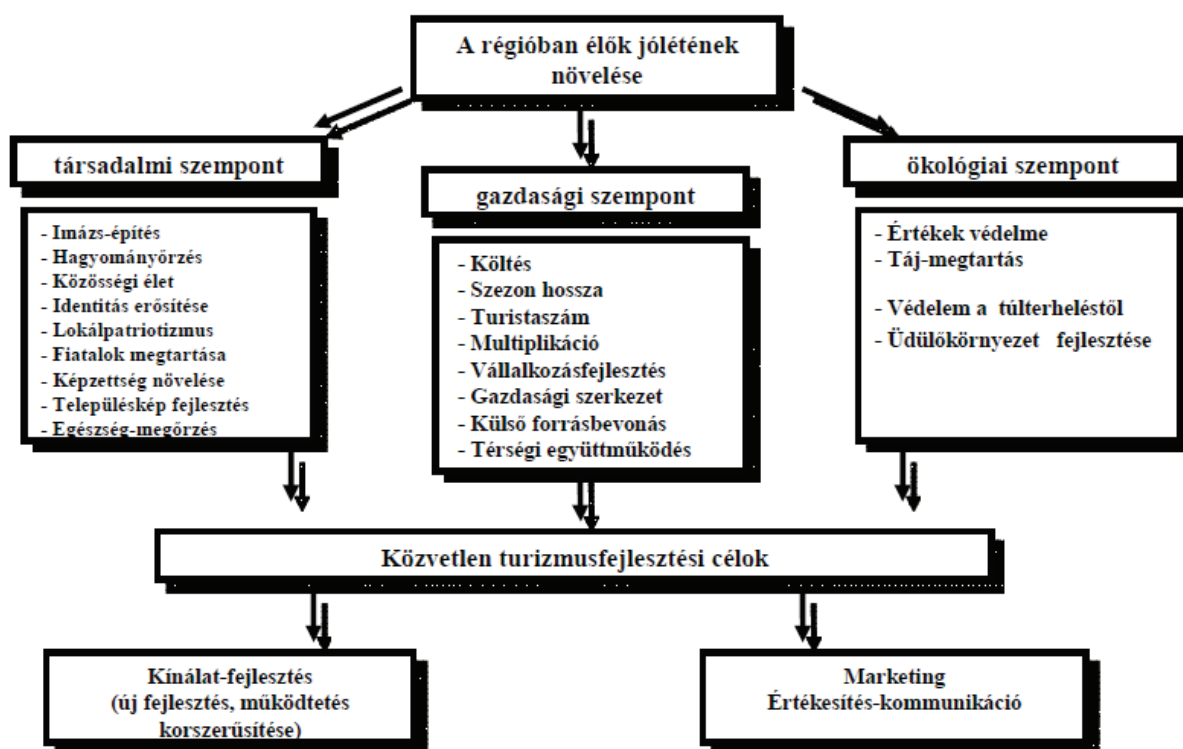 A régióban élők jólétének
növelése
társadalmi szempont
- Imázs-építés
- Hagyományőrzés
- Közösségi élet
- Identitás erősítése
- Lokálpatriotizmus
- Fiatalok megtartása
- Képzettség növelése
- Településkép fejlesztés
- Egészség-megőrzés
gazdasági szempont
- Költés
- Szezon hossza
- Turistaszám
- Multiplikáció
- Vállalkozásfejlesztés
- Gazdasági szerkezet
- Külső forrásbevonás
- Térségi együttműködés
ökológiai szempont
- Értékek védelme
- Táj-megtartás
- Védelem a túlterheléstől
- Üdülőkörnyezet fejlesztése
Közvetlen turizmusfejlesztési célok
Kínálat-fejlesztés
(új fejlesztés, működtetés
korszerűsítése)
Marketing
Értékesítés-kommunikáció